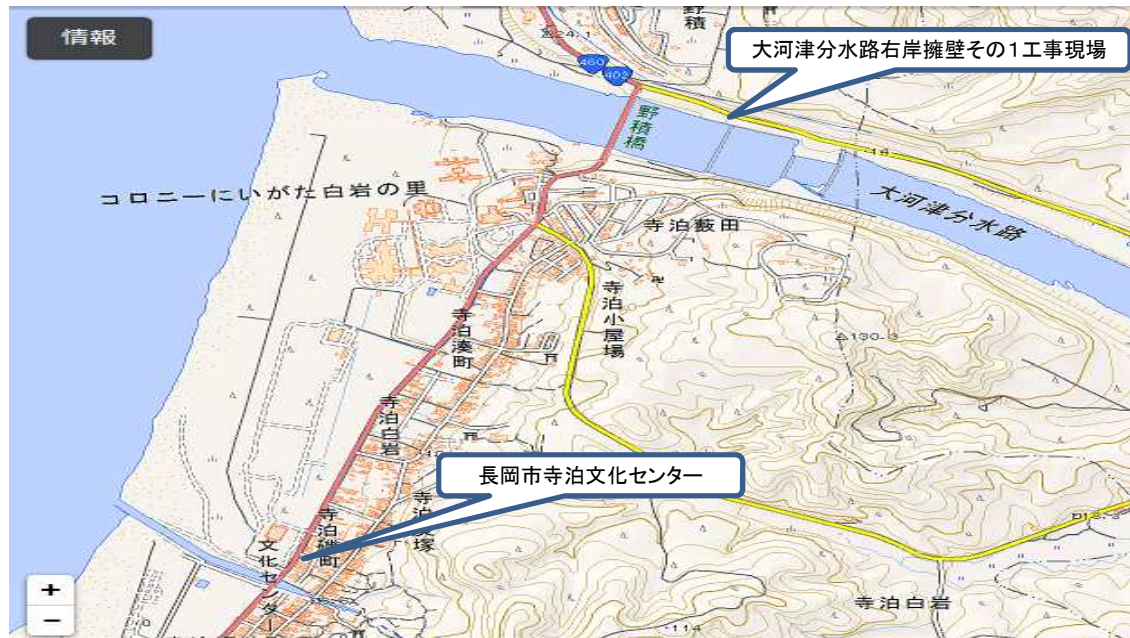 情報
野積
24.1
大河津分水路右岸擁壁その1工事現場
460
402
野積橋
14
コロニーにいがた白岩の里
大河津分水路
寺泊藪田
寺泊小屋場
寺泊湊町
130.3
寺泊白岩
長岡市寺泊文化センター
寺泊磯町
文化センター
寺泊白岩
114
+
−